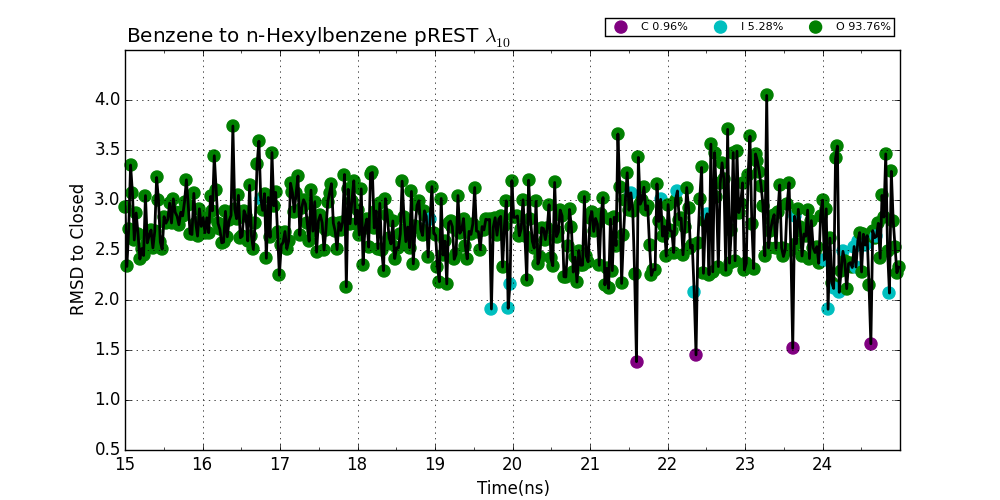 Benzene to n-Hexylbenzene pREST λ₁₀
C 0.96% I 5.28% O 93.76%
RMSD to Closed
4.0
3.5
3.0
2.5
2.0
1.5
1.0
0.5
15 16 17 18 19 20 21 22 23 24
Time(ns)